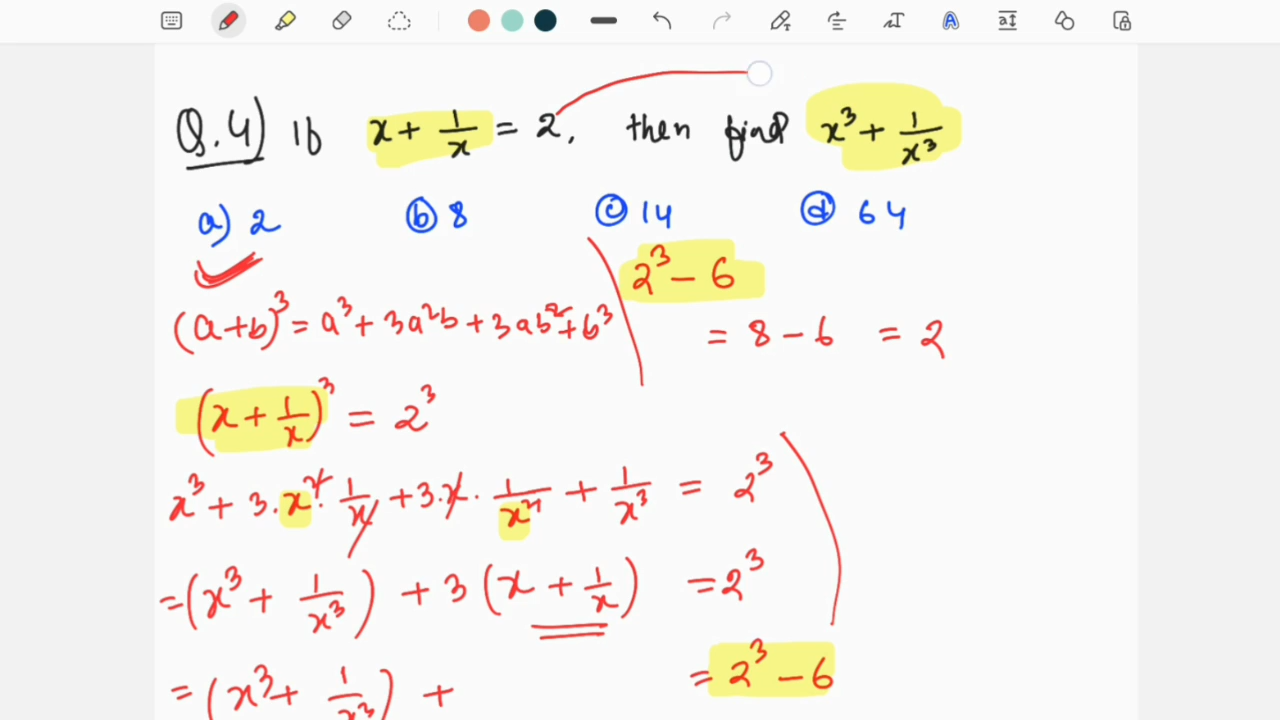 Q.4) If x + 1/x = 2, then find x³ + 1/x³
a) 2 ⓑ 8 ⓒ 14 ⓓ 64
2³ - 6
(a+b)³ = a³ + 3a²b + 3ab² + b³
= 8 - 6 = 2
(x + 1/x)³ = 2³
x³ + 3.x².1/x + 3.x.1/x² + 1/x³ = 2³
= (x³ + 1/x³) + 3(x + 1/x) = 2³
= (x³ + 1/x³) + = 2³ - 6